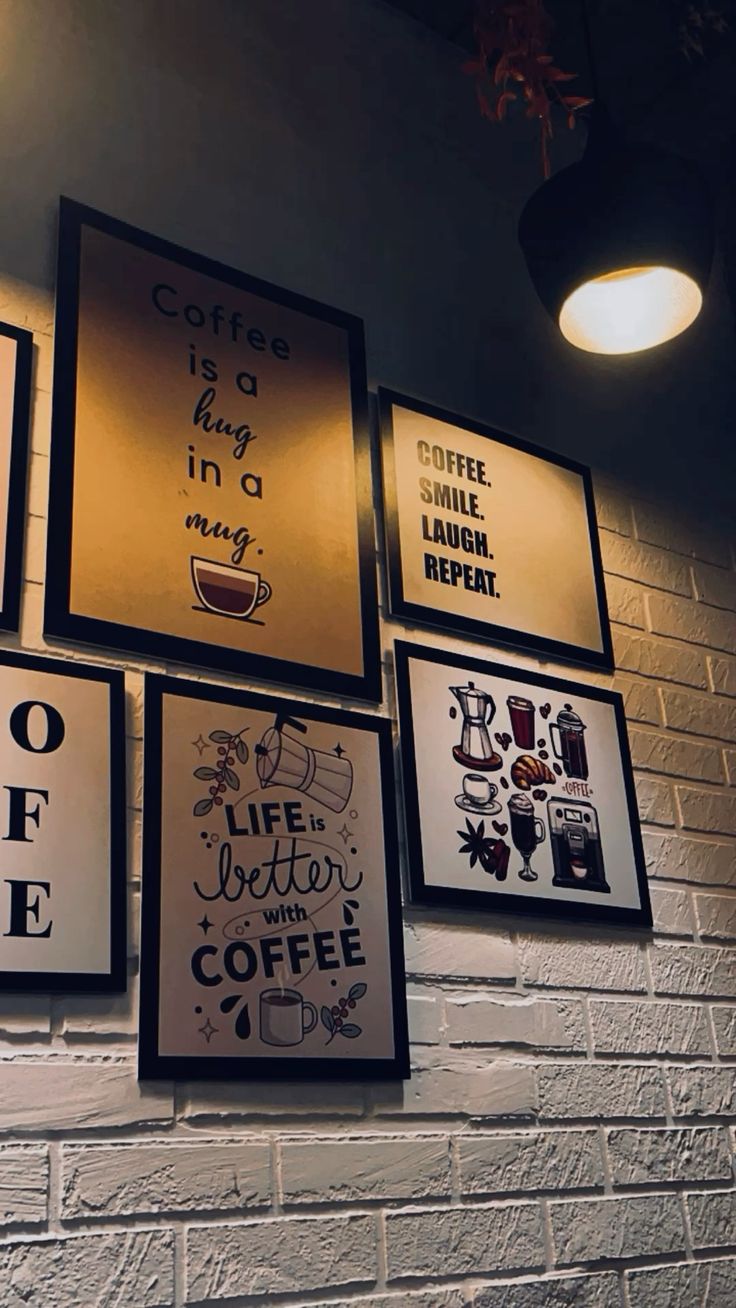 Coffee
is a
hug
in a
mug.
COFFEE.
SMILE.
LAUGH.
REPEAT.
O
F
E
LIFE is
better
with
COFFEE
COFFEE